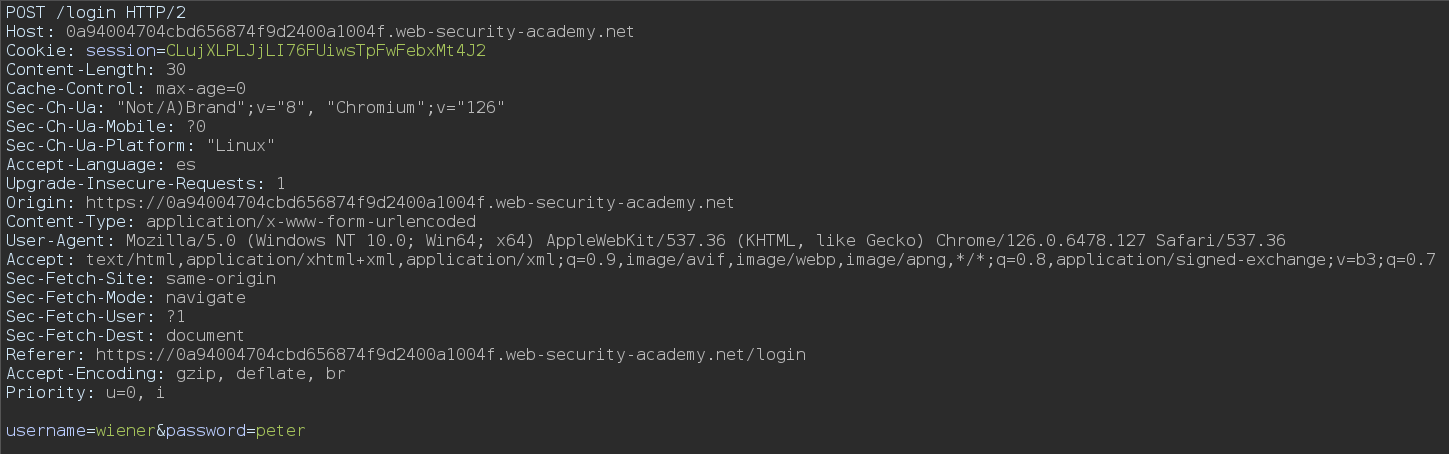 POST /login HTTP/2
Host: 0a94004704cbd656874f9d2400a1004f.web-security-academy.net
Cookie: session=CLujXLPLJjLI76FUiwsTpFwFebxMt4J2
Content-Length: 30
Cache-Control: max-age=0
Sec-Ch-Ua: "Not/A)Brand";v="8", "Chromium";v="126"
Sec-Ch-Ua-Mobile: ?0
Sec-Ch-Ua-Platform: "Linux"
Accept-Language: es
Upgrade-Insecure-Requests: 1
Origin: https://0a94004704cbd656874f9d2400a1004f.web-security-academy.net
Content-Type: application/x-www-form-urlencoded
User-Agent: Mozilla/5.0 (Windows NT 10.0; Win64; x64) AppleWebKit/537.36 (KHTML, like Gecko) Chrome/126.0.6478.127 Safari/537.36
Accept: text/html,application/xhtml+xml,application/xml;q=0.9,image/avif,image/webp,image/apng,*/*;q=0.8,application/signed-exchange;v=b3;q=0.7
Sec-Fetch-Site: same-origin
Sec-Fetch-Mode: navigate
Sec-Fetch-User: ?1
Sec-Fetch-Dest: document
Referer: https://0a94004704cbd656874f9d2400a1004f.web-security-academy.net/login
Accept-Encoding: gzip, deflate, br
Priority: u=0, i
username=wiener&password=peter